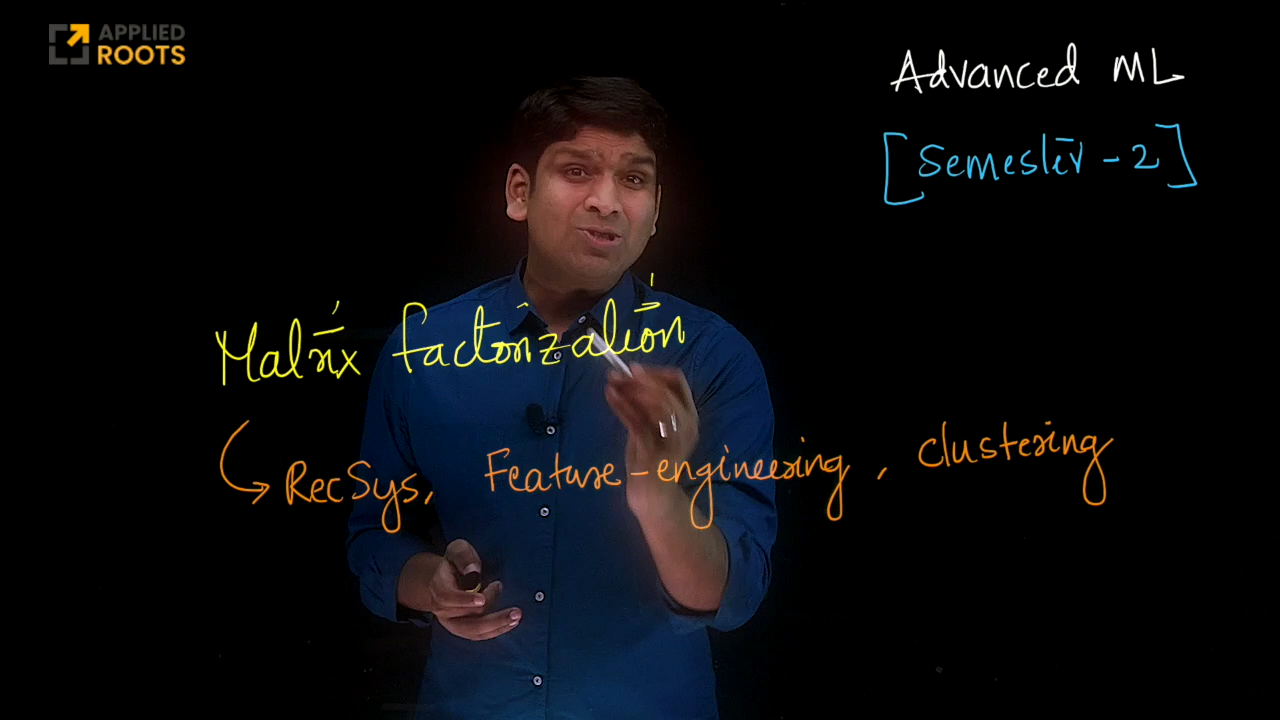 APPLIED
ROOTS
Advanced ML
[Semester - 2]
Matrix factorization
RecSys, Feature-engineering, clustering